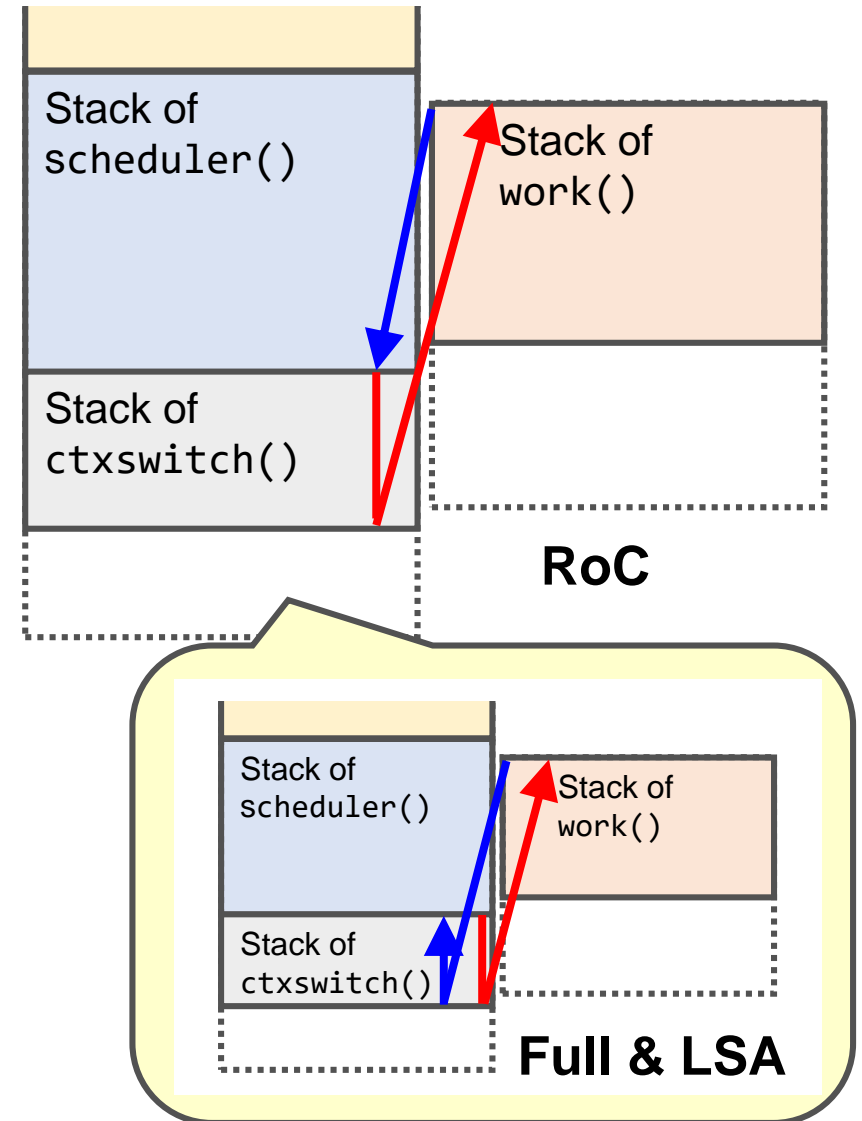 Stack of
scheduler()
Stack of
work()
Stack of
ctxswitch()
RoC
Stack of
scheduler()
Stack of
work()
Stack of
ctxswitch()
Full & LSA